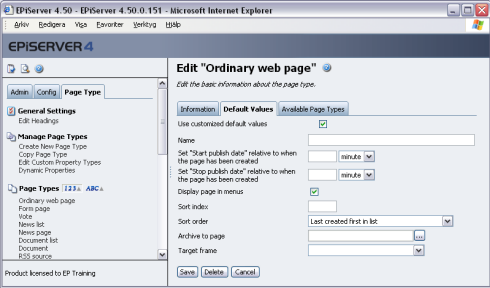 EPiServer 4.50 - EPiServer 4.50.0.151 - Microsoft Internet Explorer
Arkiv Redigera Visa Favoriter Verktyg Hjälp
EPiSERVER 4
Admin Config Page Type
General Settings
Edit Headings
Manage Page Types
Create New Page Type
Copy Page Type
Edit Custom Property Types
Dynamic Properties
Page Types 123 ABC
Ordinary web page
Form page
Vote
News list
News page
Document list
Document
RSS source
Product licensed to EP Training
Edit "Ordinary web page"
Edit the basic information about the page type.
Information Default Values Available Page Types
Use customized default values
Name
Set "Start publish date" relative to when
the page has been created
minute
Set "Stop publish date" relative to when
the page has been created
minute
Display page in menus
Sort index
Sort order
Last created first in list
Archive to page
...
Target frame
Save Delete Cancel